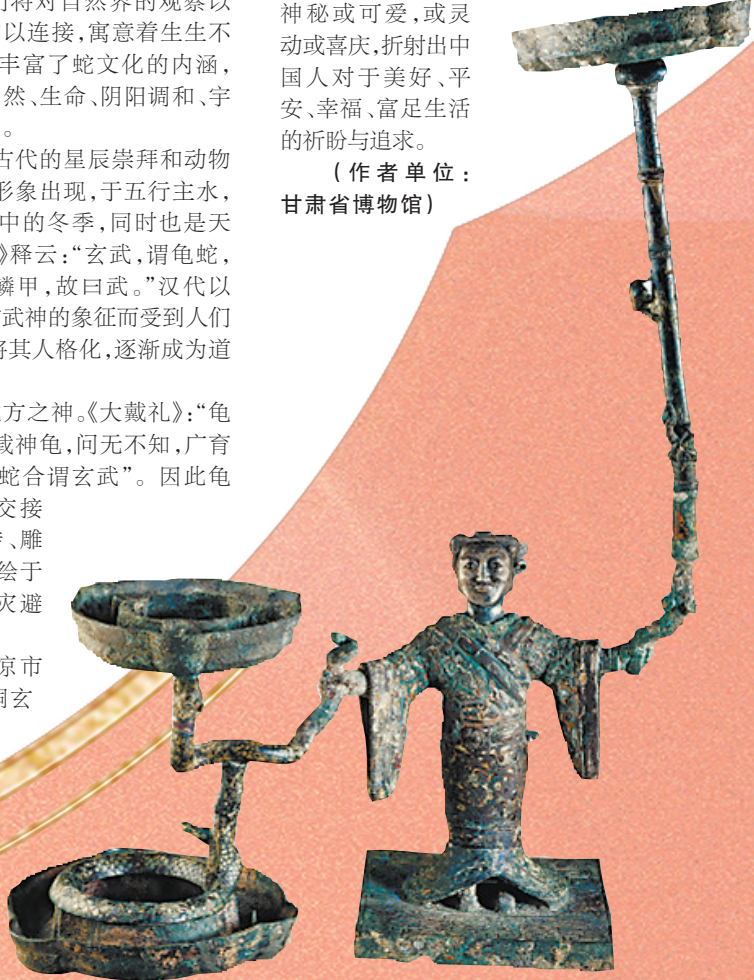 们将对自然界的观察以
以连接,寓意着生生不
丰富了蛇文化的内涵,
然、生命、阴阳调和、宇
。
古代的星辰崇拜和动物
形象出现,于五行主水,
中的冬季,同时也是天
》释云:“玄武,谓龟蛇,
鳞甲,故曰武。”汉代以
武神的象征而受到人们
将其人格化,逐渐成为道
方之神。《大戴礼》:“龟
神龟,问无不知,广育
蛇合谓玄武”。因此龟
交接
、雕
绘于
灾避
京市
铜玄
神秘或可爱,或灵
动或喜庆,折射出中
国人对于美好、平
安、幸福、富足生活
的祈盼与追求。
(作者单位:
甘肃省博物馆)